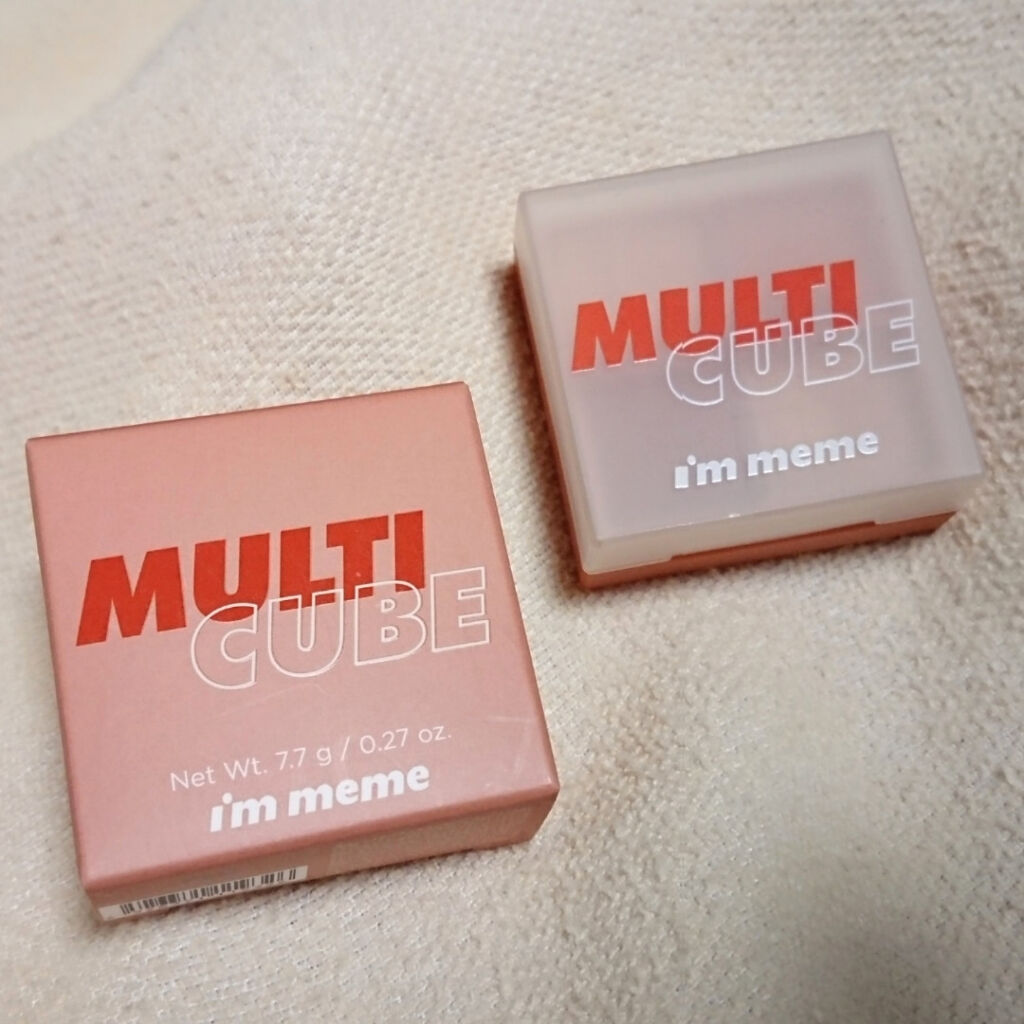 MULTI
CUBE
Net Wt. 7.7 g / 0.27 oz.
i'm meme
MULTI
CUBE
i'm meme